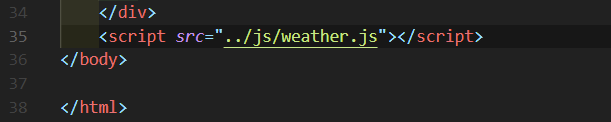 34 </div>
35 <script src="../js/weather.js"></script>
36 </body>
37
38 </html>